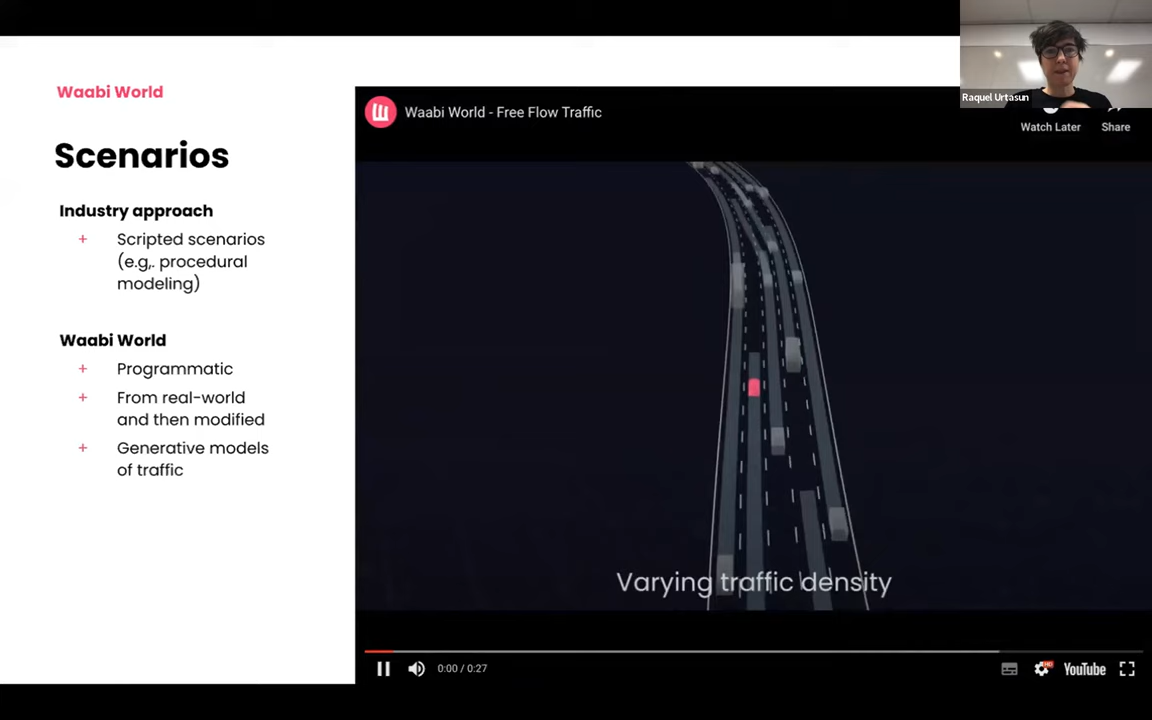 Waabi World
Scenarios
Industry approach
+ Scripted scenarios
(e.g,. procedural
modeling)
Waabi World
+ Programmatic
+ From real-world
and then modified
+ Generative models
of traffic
Waabi World - Free Flow Traffic
Raquel Urtasun
Watch Later
Share
Varying traffic density
0:00 / 0:27
HD
YouTube